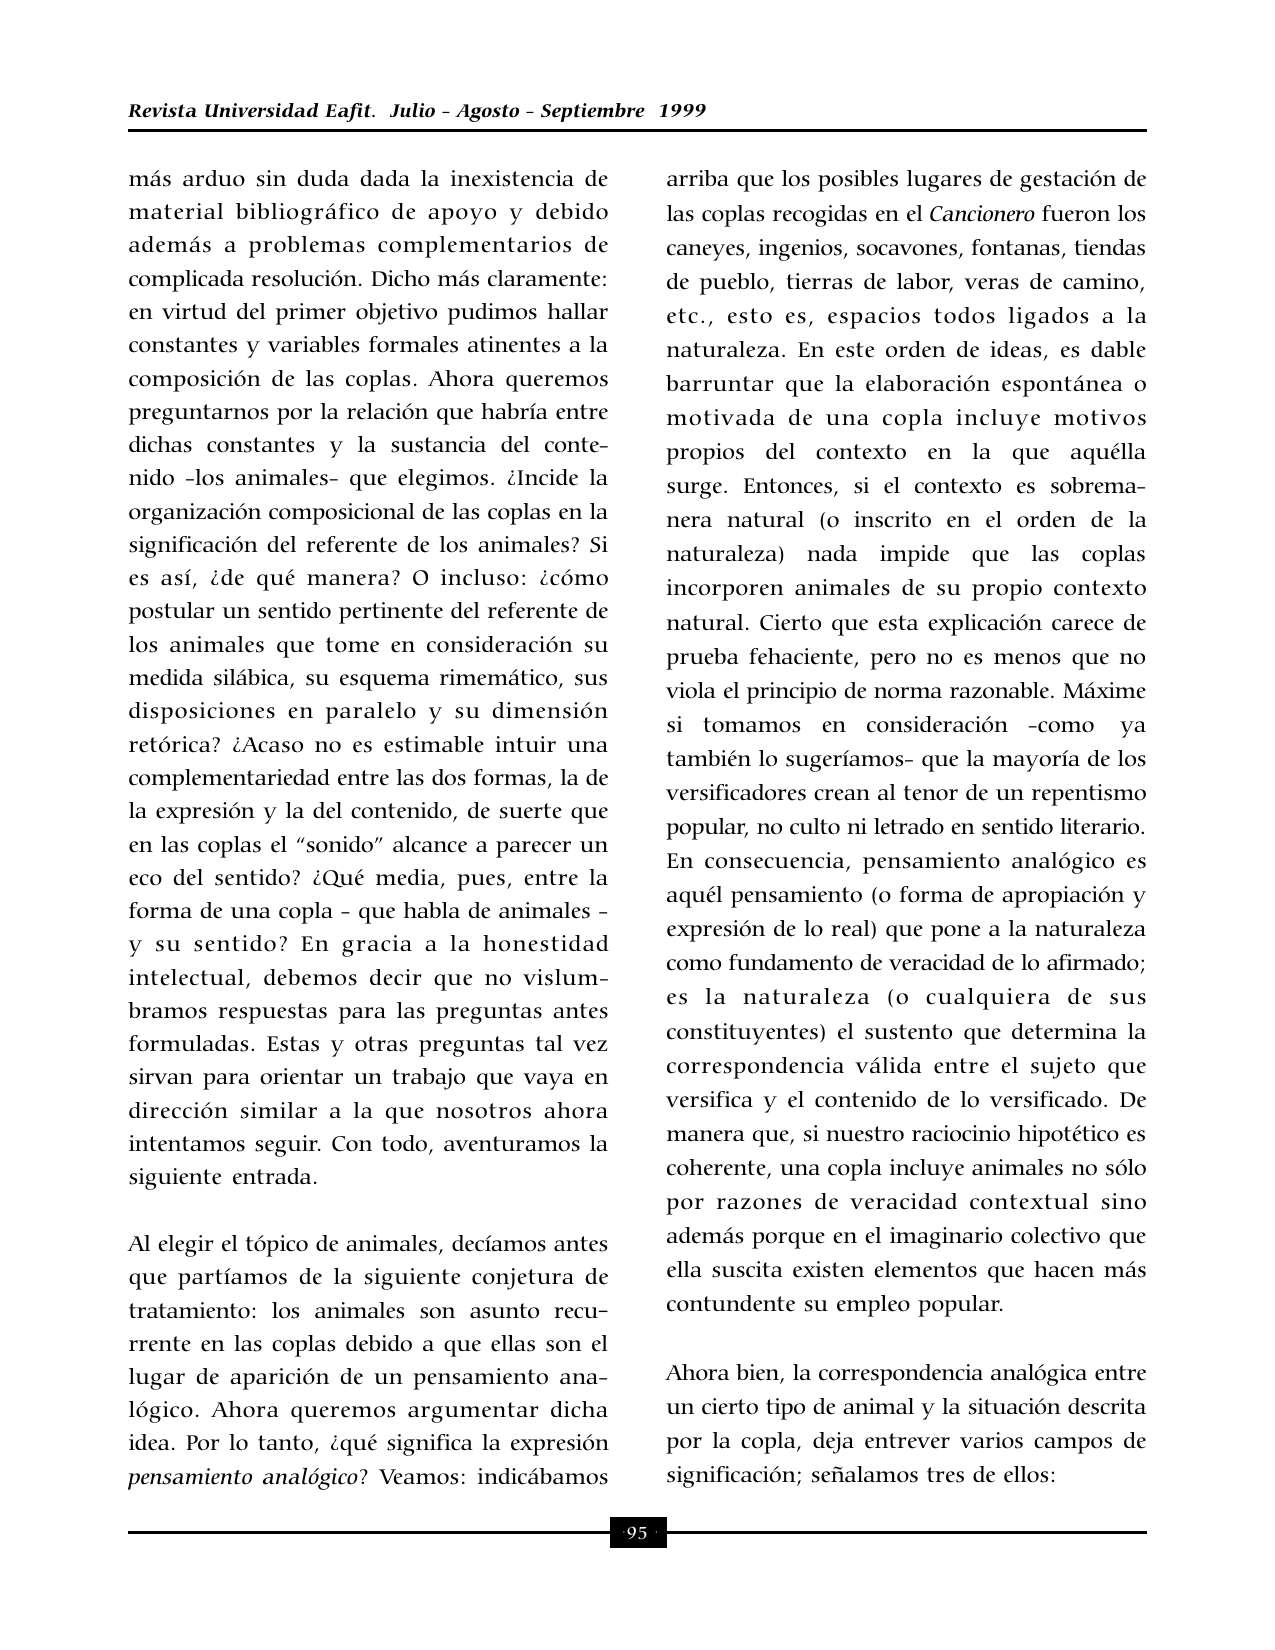 Revista Universidad Eafit. Julio - Agosto - Septiembre 1999
más arduo sin duda dada la inexistencia de
material bibliográfico de apoyo y debido
además a problemas complementarios de
complicada resolución. Dicho más claramente:
en virtud del primer objetivo pudimos hallar
constantes y variables formales atinentes a la
composición de las coplas. Ahora queremos
preguntarnos por la relación que habría entre
dichas constantes y la sustancia del conte-
nido -los animales- que elegimos. ¿Incide la
organización composicional de las coplas en la
significación del referente de los animales? Si
es así, ¿de qué manera? O incluso: ¿cómo
postular un sentido pertinente del referente de
los animales que tome en consideración su
medida silábica, su esquema rimemático, sus
disposiciones en paralelo y su dimensión
retórica? ¿Acaso no es estimable intuir una
complementariedad entre las dos formas, la de
la expresión y la del contenido, de suerte que
en las coplas el “sonido” alcance a parecer un
eco del sentido? ¿Qué media, pues, entre la
forma de una copla - que habla de animales -
y su sentido? En gracia a la honestidad
intelectual, debemos decir que no vislum-
bramos respuestas para las preguntas antes
formuladas. Estas y otras preguntas tal vez
sirvan para orientar un trabajo que vaya en
dirección similar a la que nosotros ahora
intentamos seguir. Con todo, aventuramos la
siguiente entrada.
Al elegir el tópico de animales, decíamos antes
que partíamos de la siguiente conjetura de
tratamiento: los animales son asunto recu-
rrente en las coplas debido a que ellas son el
lugar de aparición de un pensamiento ana-
lógico. Ahora queremos argumentar dicha
idea. Por lo tanto, ¿qué significa la expresión
pensamiento analógico? Veamos: indicábamos
arriba que los posibles lugares de gestación de
las coplas recogidas en el Cancionero fueron los
caneyes, ingenios, socavones, fontanas, tiendas
de pueblo, tierras de labor, veras de camino,
etc., esto es, espacios todos ligados a la
naturaleza. En este orden de ideas, es dable
barruntar que la elaboración espontánea o
motivada de una copla incluye motivos
propios del contexto en la que aquélla
surge. Entonces, si el contexto es sobrema-
nera natural (o inscrito en el orden de la
naturaleza) nada impide que las coplas
incorporen animales de su propio contexto
natural. Cierto que esta explicación carece de
prueba fehaciente, pero no es menos que no
viola el principio de norma razonable. Máxime
si tomamos en consideración -como ya
también lo sugeríamos- que la mayoría de los
versificadores crean al tenor de un repentismo
popular, no culto ni letrado en sentido literario.
En consecuencia, pensamiento analógico es
aquél pensamiento (o forma de apropiación y
expresión de lo real) que pone a la naturaleza
como fundamento de veracidad de lo afirmado;
es la naturaleza (o cualquiera de sus
constituyentes) el sustento que determina la
correspondencia válida entre el sujeto que
versifica y el contenido de lo versificado. De
manera que, si nuestro raciocinio hipotético es
coherente, una copla incluye animales no sólo
por razones de veracidad contextual sino
además porque en el imaginario colectivo que
ella suscita existen elementos que hacen más
contundente su empleo popular.
Ahora bien, la correspondencia analógica entre
un cierto tipo de animal y la situación descrita
por la copla, deja entrever varios campos de
significación; señalamos tres de ellos:
95